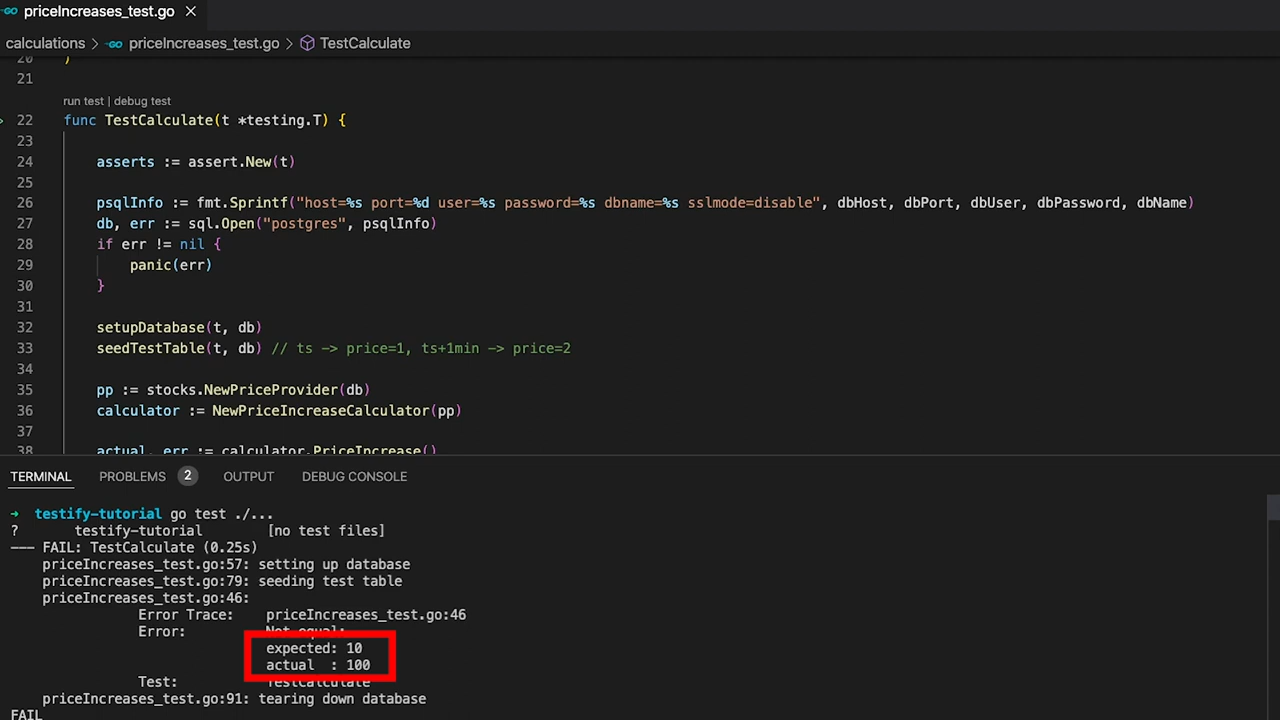 priceIncreases_test.go
calculations > priceIncreases_test.go > TestCalculate
20 )
21
run test | debug test
22 func TestCalculate(t *testing.T) {
23
24 asserts := assert.New(t)
25
26 psqlInfo := fmt.Sprintf("host=%s port=%d user=%s password=%s dbname=%s sslmode=disable", dbHost, dbPort, dbUser, dbPassword, dbName)
27 db, err := sql.Open("postgres", psqlInfo)
28 if err != nil {
29 panic(err)
30 }
31
32 setupDatabase(t, db)
33 seedTestTable(t, db) // ts -> price=1, ts+1min -> price=2
34
35 pp := stocks.NewPriceProvider(db)
36 calculator := NewPriceIncreaseCalculator(pp)
37
38 actual, err := calculator.PriceIncrease()
TERMINAL PROBLEMS 2 OUTPUT DEBUG CONSOLE
➜ testify-tutorial go test ./...
? testify-tutorial [no test files]
--- FAIL: TestCalculate (0.25s)
priceIncreases_test.go:57: setting up database
priceIncreases_test.go:79: seeding test table
priceIncreases_test.go:46:
Error Trace: priceIncreases_test.go:46
Error: Not equal:
expected: 10
actual : 100
Test: TestCalculate
priceIncreases_test.go:91: tearing down database
FAIL